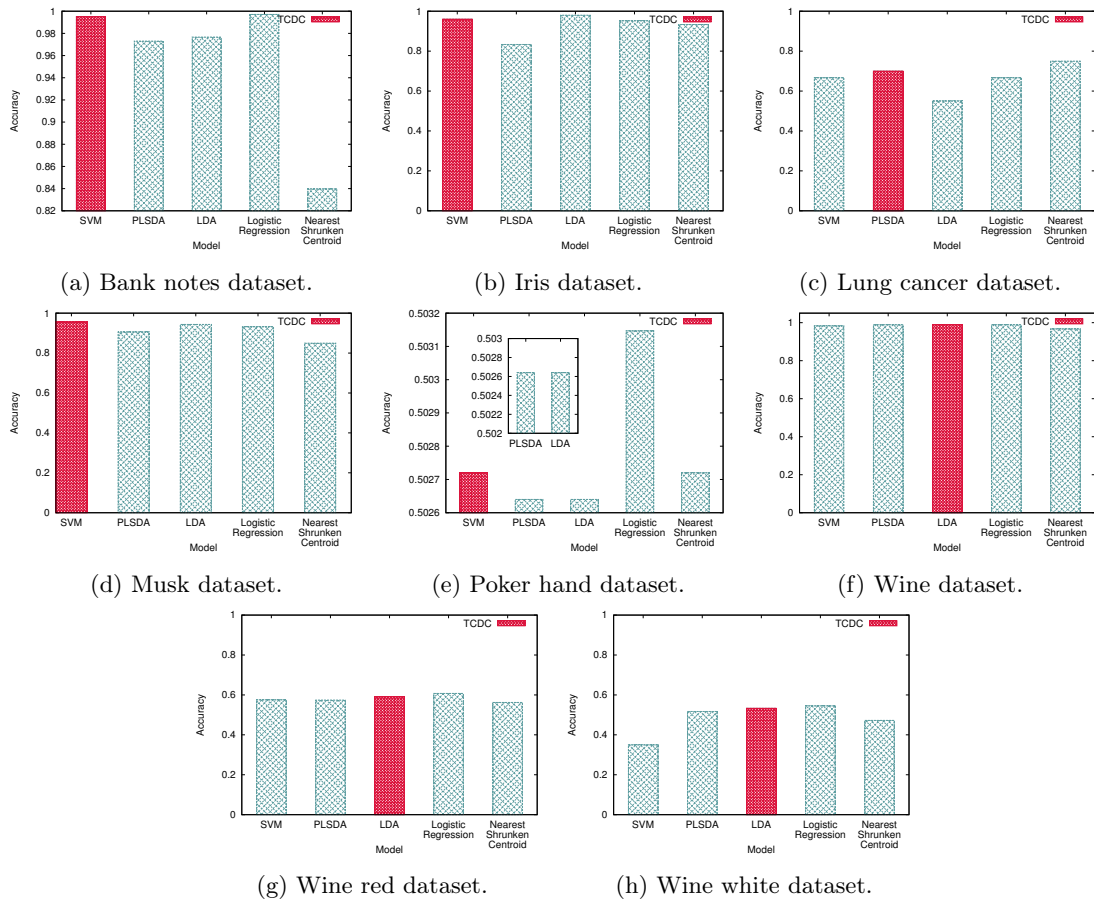 TCDC
Accuracy
1
0.98
0.96
0.94
0.92
0.9
0.88
0.86
0.84
0.82
SVM PLSDA LDA Logistic Regression Nearest Shrunken Centroid
Model
(a) Bank notes dataset.
TCDC
Accuracy
1
0.8
0.6
0.4
0.2
0
SVM PLSDA LDA Logistic Regression Nearest Shrunken Centroid
Model
(b) Iris dataset.
TCDC
Accuracy
1
0.8
0.6
0.4
0.2
0
SVM PLSDA LDA Logistic Regression Nearest Shrunken Centroid
Model
(c) Lung cancer dataset.
TCDC
Accuracy
1
0.8
0.6
0.4
0.2
0
SVM PLSDA LDA Logistic Regression Nearest Shrunken Centroid
Model
(d) Musk dataset.
TCDC
Accuracy
0.5032
0.5031
0.503
0.5029
0.5028
0.5027
0.5026
0.503
0.5028
0.5026
0.5024
0.5022
0.502
PLSDA LDA
SVM PLSDA LDA Logistic Regression Nearest Shrunken Centroid
Model
(e) Poker hand dataset.
TCDC
Accuracy
1
0.8
0.6
0.4
0.2
0
SVM PLSDA LDA Logistic Regression Nearest Shrunken Centroid
Model
(f) Wine dataset.
TCDC
Accuracy
1
0.8
0.6
0.4
0.2
0
SVM PLSDA LDA Logistic Regression Nearest Shrunken Centroid
Model
(g) Wine red dataset.
TCDC
Accuracy
1
0.8
0.6
0.4
0.2
0
SVM PLSDA LDA Logistic Regression Nearest Shrunken Centroid
Model
(h) Wine white dataset.